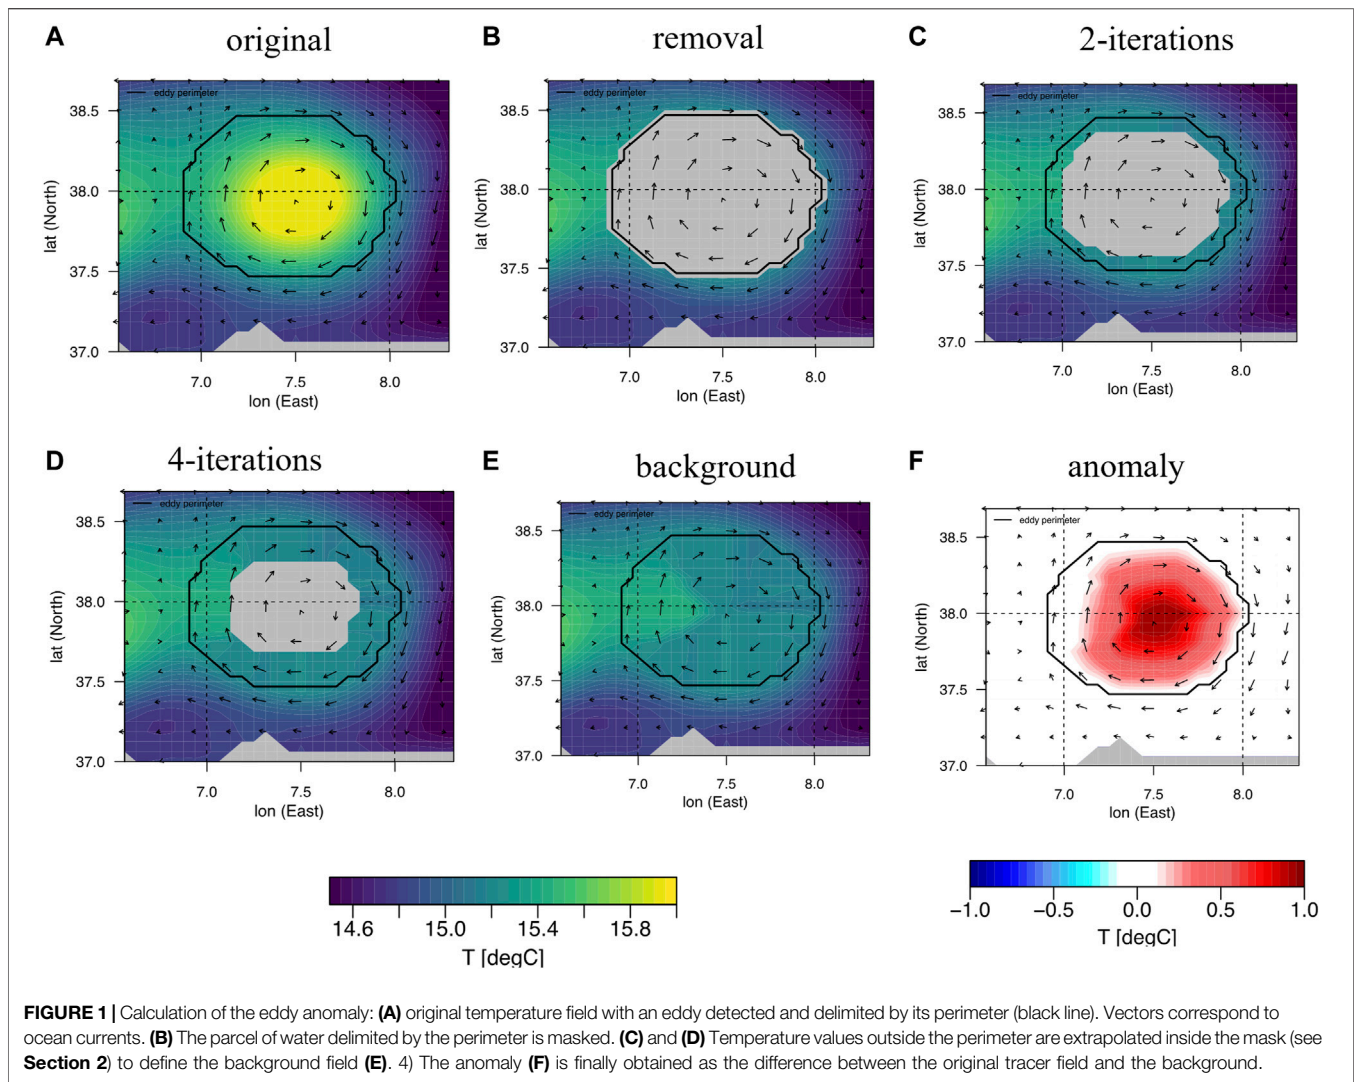 A
original
eddy perimeter
38.5
38.0
37.5
37.0
lat (North)
7.0
7.5
8.0
lon (East)
B
removal
eddy perimeter
38.5
38.0
37.5
37.0
lat (North)
7.0
7.5
8.0
lon (East)
C
2-iterations
eddy perimeter
38.5
38.0
37.5
37.0
lat (North)
7.0
7.5
8.0
lon (East)
D
4-iterations
eddy perimeter
38.5
38.0
37.5
37.0
lat (North)
7.0
7.5
8.0
lon (East)
E
background
eddy perimeter
38.5
38.0
37.5
37.0
lat (North)
7.0
7.5
8.0
lon (East)
F
anomaly
eddy perimeter
38.5
38.0
37.5
37.0
lat (North)
7.0
7.5
8.0
lon (East)
14.6 15.0 15.4 15.8
T [degC]
−1.0 −0.5 0.0 0.5 1.0
T [degC]
FIGURE 1 | Calculation of the eddy anomaly: (A) original temperature field with an eddy detected and delimited by its perimeter (black line). Vectors correspond to
ocean currents. (B) The parcel of water delimited by the perimeter is masked. (C) and (D) Temperature values outside the perimeter are extrapolated inside the mask (see
Section 2) to define the background field (E). 4) The anomaly (F) is finally obtained as the difference between the original tracer field and the background.